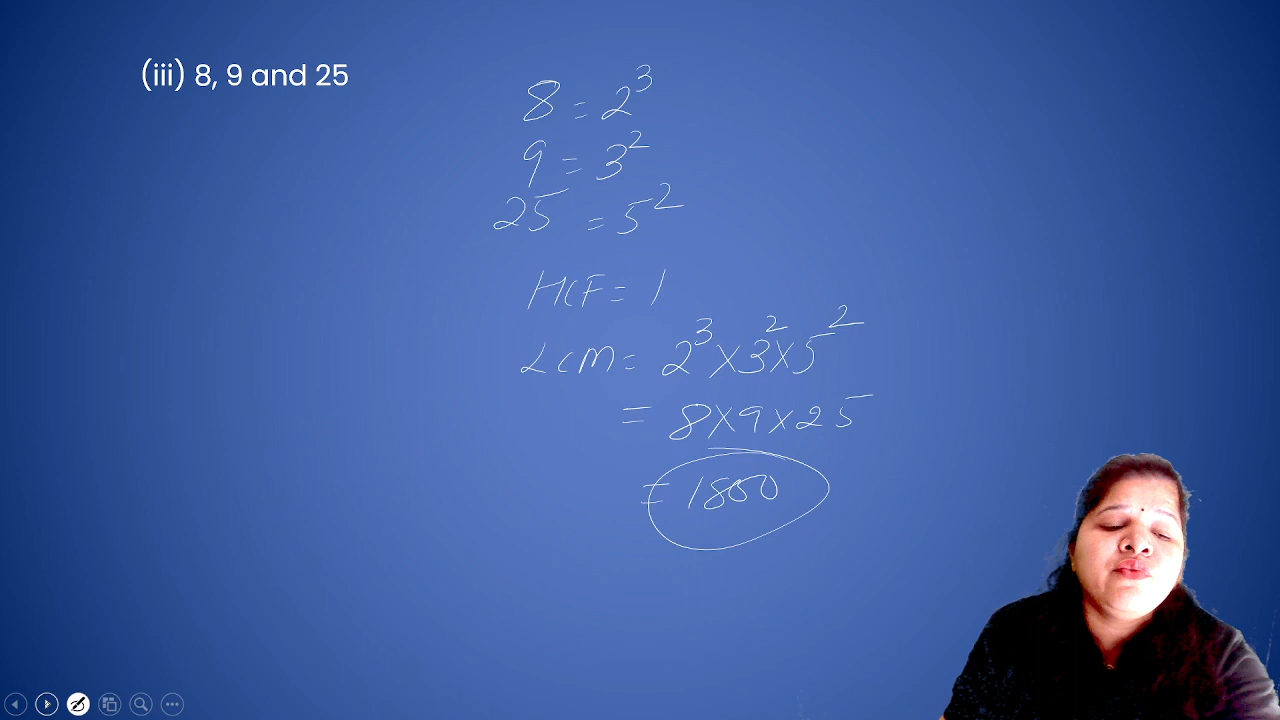 (iii) 8, 9 and 25
8 = 2³
9 = 3²
25 = 5²
HCF = 1
LCM = 2³ X 3² X 5²
= 8 X 9 X 25
= 1800